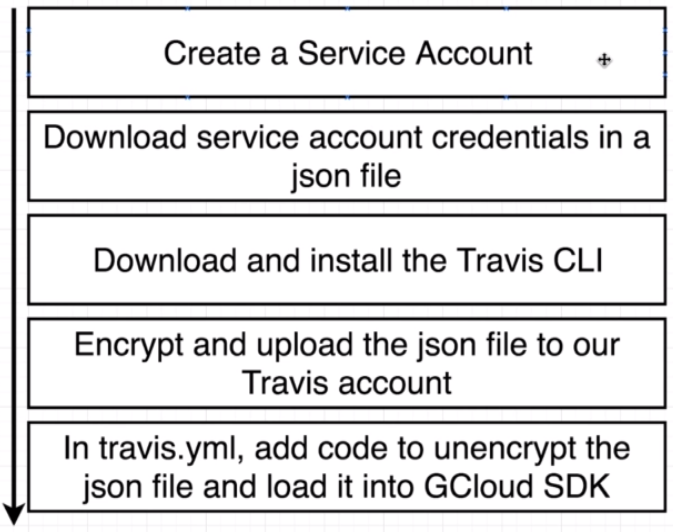 Create a Service Account
Download service account credentials in a
json file
Download and install the Travis CLI
Encrypt and upload the json file to our
Travis account
In travis.yml, add code to unencrypt the
json file and load it into GCloud SDK